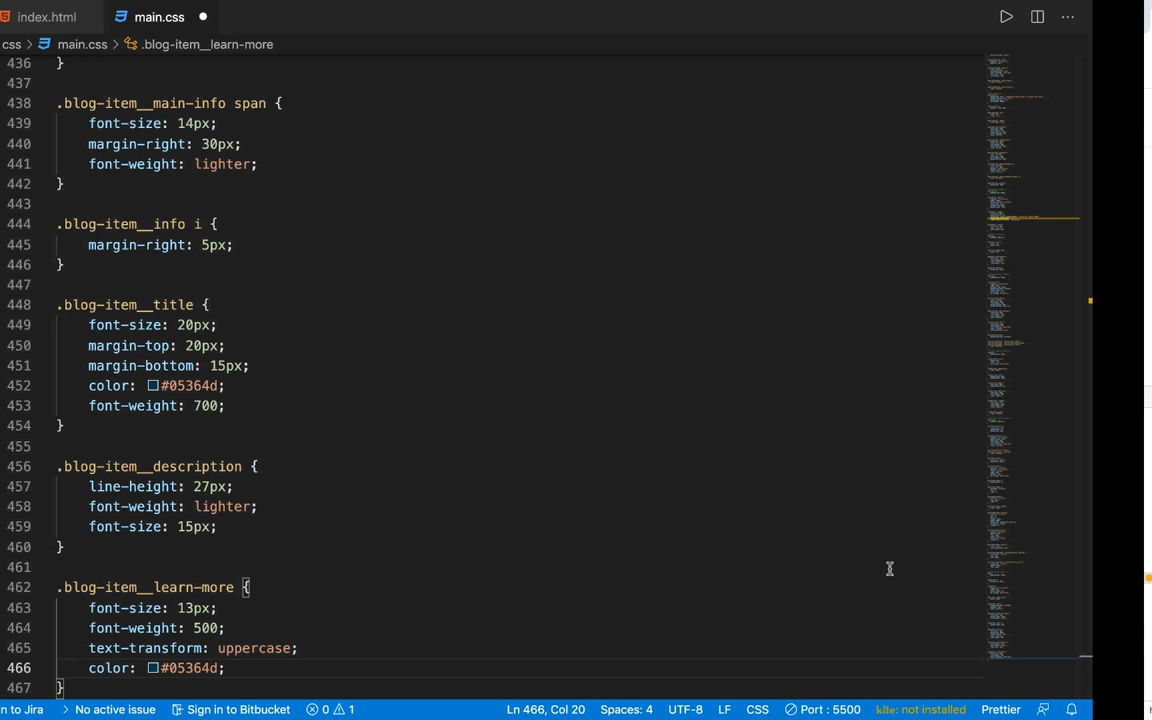 index.html main.css
css > main.css > .blog-item__learn-more
436 }
437
438 .blog-item__main-info span {
439 font-size: 14px;
440 margin-right: 30px;
441 font-weight: lighter;
442 }
443
444 .blog-item__info i {
445 margin-right: 5px;
446 }
447
448 .blog-item__title {
449 font-size: 20px;
450 margin-top: 20px;
451 margin-bottom: 15px;
452 color: #05364d;
453 font-weight: 700;
454 }
455
456 .blog-item__description {
457 line-height: 27px;
458 font-weight: lighter;
459 font-size: 15px;
460 }
461
462 .blog-item__learn-more {
463 font-size: 13px;
464 font-weight: 500;
465 text-transform: uppercase;
466 color: #05364d;
467 }
n to Jira > No active issue Sign in to Bitbucket 0 1 Ln 466, Col 20 Spaces: 4 UTF-8 LF CSS Port : 5500 kite: not installed Prettier